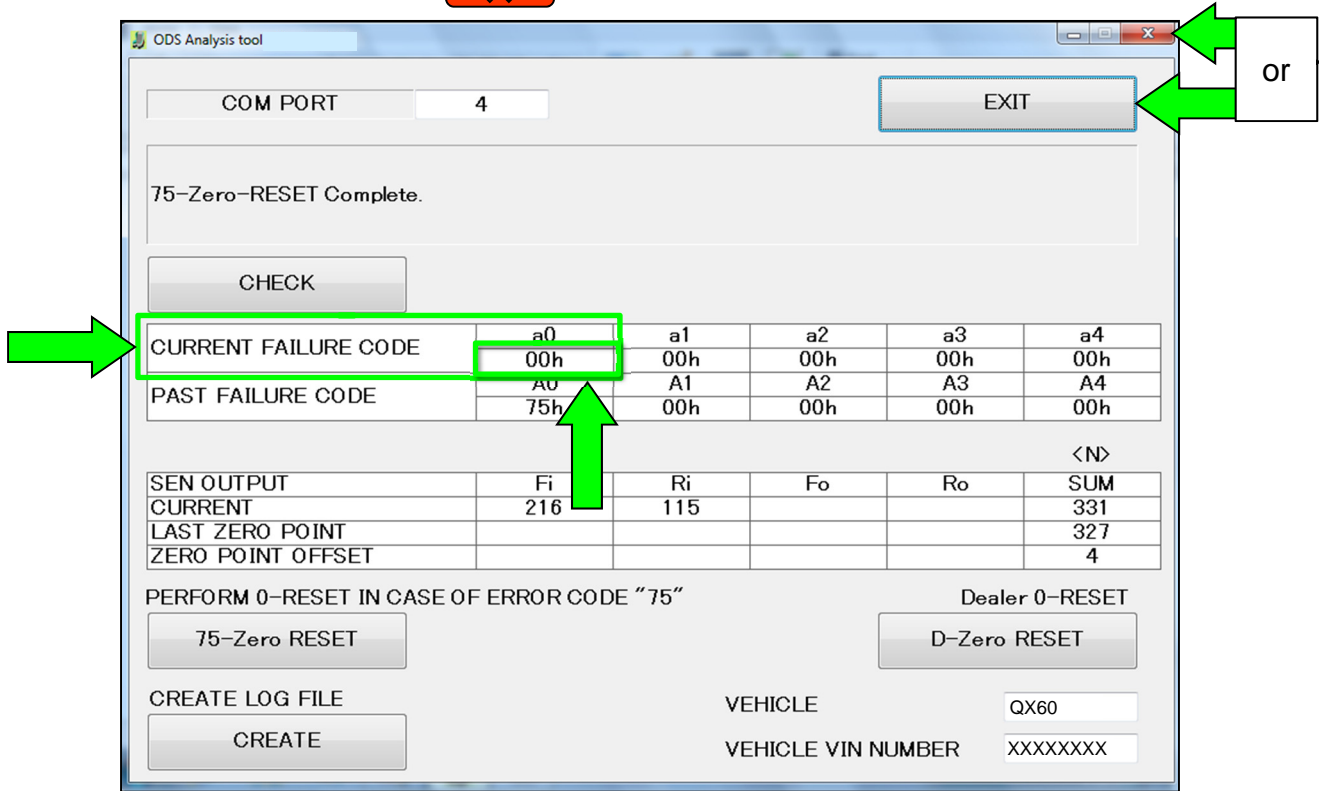 ODS Analysis tool
or
COM PORT 4 EXIT
75-Zero-RESET Complete.
CHECK
CURRENT FAILURE CODE a0 a1 a2 a3 a4
00h 00h 00h 00h 00h
PAST FAILURE CODE A0 A1 A2 A3 A4
75h 00h 00h 00h 00h
<N>
SEN OUTPUT Fi Ri Fo Ro SUM
CURRENT 216 115 331
LAST ZERO POINT 327
ZERO POINT OFFSET 4
PERFORM 0-RESET IN CASE OF ERROR CODE "75" Dealer 0-RESET
75-Zero RESET D-Zero RESET
CREATE LOG FILE
VEHICLE QX60
CREATE
VEHICLE VIN NUMBER XXXXXXXX